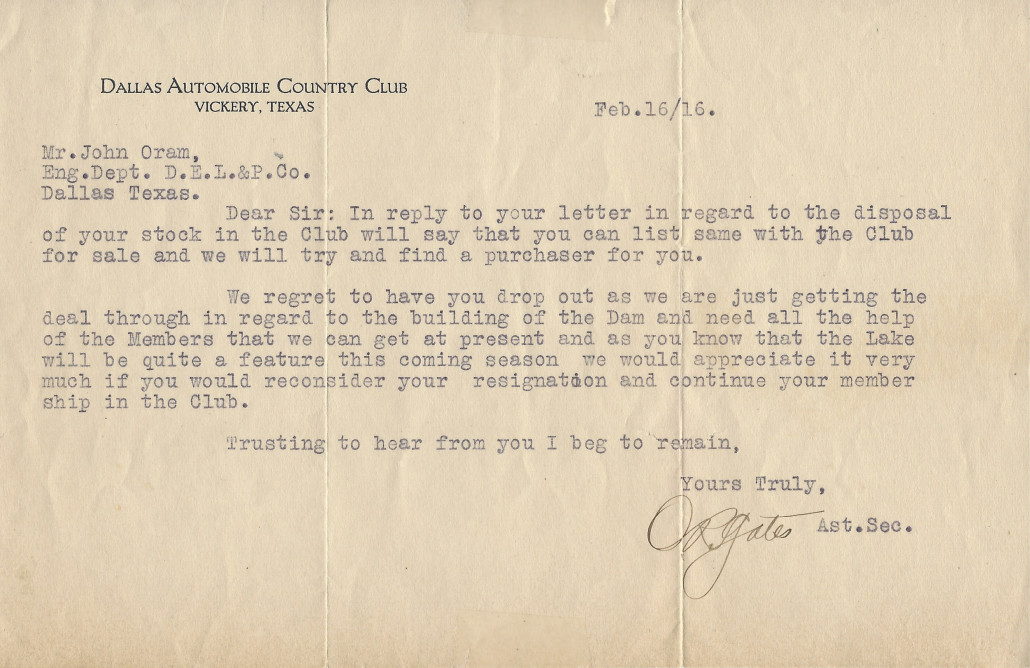 DALLAS AUTOMOBILE COUNTRY CLUB
VICKERY, TEXAS
Feb.16/16.
Mr.John Oram,
Eng.Dept. D.E.L.&P.Co.
Dallas Texas.
Dear Sir: In reply to your letter in regard to the disposal
of your stock in the Club will say that you can list same with the Club
for sale and we will try and find a purchaser for you.
We regret to have you drop out as we are just getting the
deal through in regard to the building of the Dam and need all the help
of the Members that we can get at present and as you know that the Lake
will be quite a feature this coming season we would appreciate it very
much if you would reconsider your resignation and continue your member
ship in the Club.
Trusting to hear from you I beg to remain,
Yours Truly,
Gates Ast.Sec.